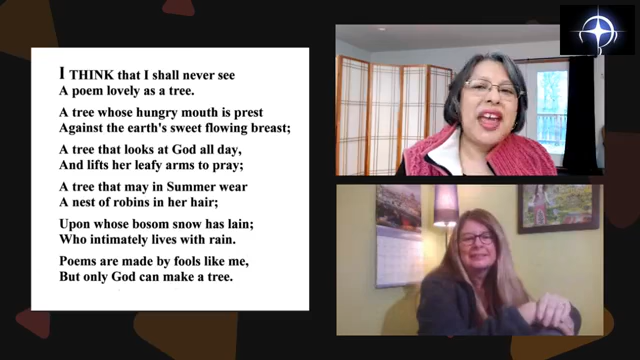 I THINK that I shall never see
A poem lovely as a tree.
A tree whose hungry mouth is prest
Against the earth's sweet flowing breast;
A tree that looks at God all day,
And lifts her leafy arms to pray;
A tree that may in Summer wear
A nest of robins in her hair;
Upon whose bosom snow has lain;
Who intimately lives with rain.
Poems are made by fools like me,
But only God can make a tree.